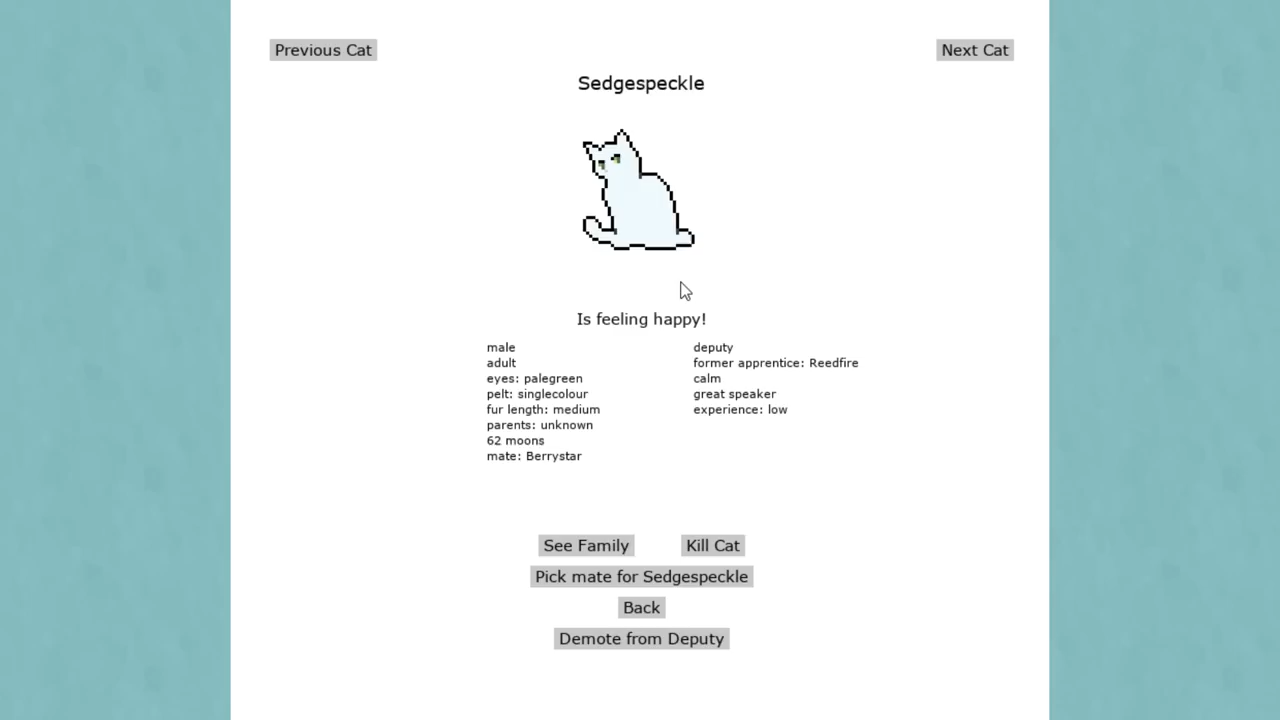 Previous Cat
Next Cat
Sedgespeckle
Is feeling happy!
male
adult
eyes: palegreen
pelt: singlecolour
fur length: medium
parents: unknown
62 moons
mate: Berrystar
deputy
former apprentice: Reedfire
calm
great speaker
experience: low
See Family
Kill Cat
Pick mate for Sedgespeckle
Back
Demote from Deputy